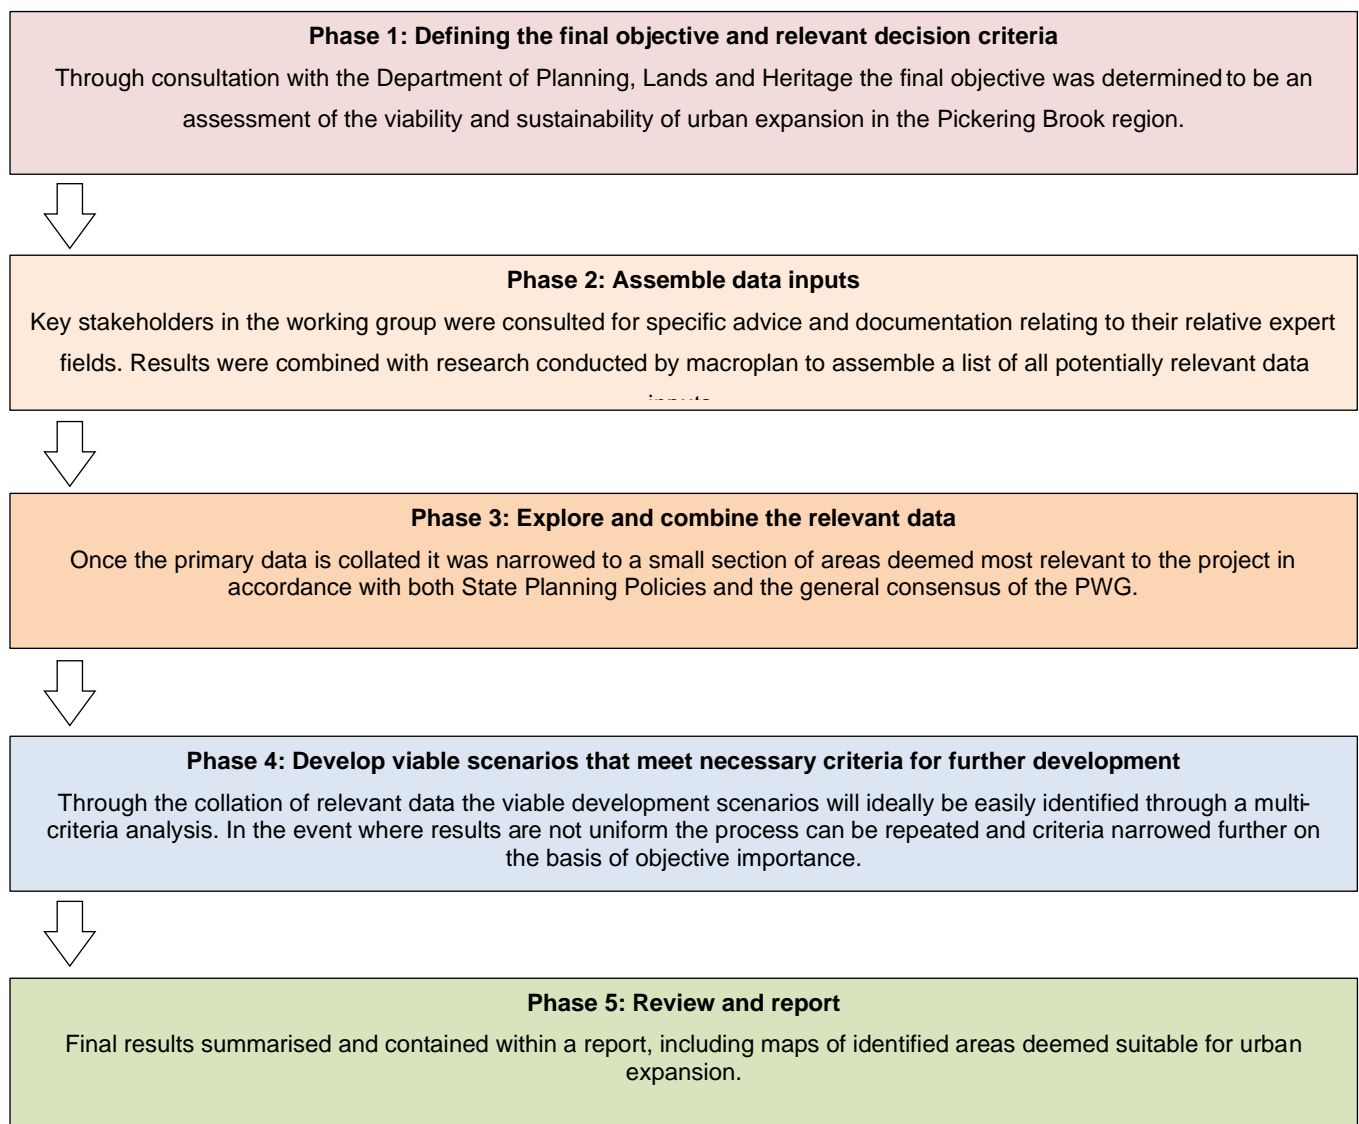 Phase 1: Defining the final objective and relevant decision criteria
Through consultation with the Department of Planning, Lands and Heritage the final objective was determined to be an
assessment of the viability and sustainability of urban expansion in the Pickering Brook region.
Phase 2: Assemble data inputs
Key stakeholders in the working group were consulted for specific advice and documentation relating to their relative expert
fields. Results were combined with research conducted by macroplan to assemble a list of all potentially relevant data
Phase 3: Explore and combine the relevant data
Once the primary data is collated it was narrowed to a small section of areas deemed most relevant to the project in
accordance with both State Planning Policies and the general consensus of the PWG.
Phase 4: Develop viable scenarios that meet necessary criteria for further development
Through the collation of relevant data the viable development scenarios will ideally be easily identified through a multi-
criteria analysis. In the event where results are not uniform the process can be repeated and criteria narrowed further on
the basis of objective importance.
Phase 5: Review and report
Final results summarised and contained within a report, including maps of identified areas deemed suitable for urban
expansion.